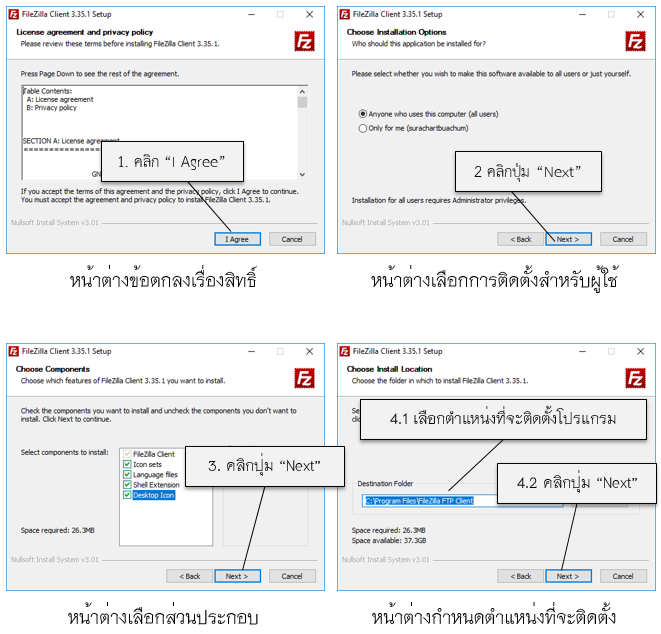 FileZilla Client 3.35.1 Setup
License agreement and privacy policy
Please review these terms before installing FileZilla Client 3.35.1.
Press Page Down to see the rest of the agreement.
Table Contents:
A: License agreement
B: Privacy policy
SECTION A: License agreement
====================
GN
1. คลิก “I Agree”
If you accept the terms of this agreement and the privacy policy, click I Agree to continue.
You must accept the agreement and privacy policy to install FileZilla Client 3.35.1.
Nullsoft Install System v3.01
I Agree
Cancel
หน้าต่างข้อตกลงเรื่องสิทธิ์
FileZilla Client 3.35.1 Setup
Choose Installation Options
Who should this application be installed for?
Please select whether you wish to make this software available to all users or just yourself.
Anyone who uses this computer (all users)
Only for me (surachartbuachum)
2 คลิกปุ่ม “Next”
Installation for all users requires Administrator privileges.
Nullsoft Install System v3.01
< Back
Next >
Cancel
หน้าต่างเลือกการติดตั้งสำหรับผู้ใช้
FileZilla Client 3.35.1 Setup
Choose Components
Choose which features of FileZilla Client 3.35.1 you want to install.
Check the components you want to install and uncheck the components you don't want to
install. Click Next to continue.
Select components to install:
FileZilla Client
Icon sets
Language files
Shell Extension
Desktop Icon
3. คลิกปุ่ม “Next”
Space required: 26.3MB
Nullsoft Install System v3.01
< Back
Next >
Cancel
หน้าต่างเลือกส่วนประกอบ
FileZilla Client 3.35.1 Setup
Choose Install Location
Choose the folder in which to install FileZilla Client 3.35.1.
4.1 เลือกตำแหน่งที่จะติดตั้งโปรแกรม
Destination Folder
C:\Program Files\FileZilla FTP Client
4.2 คลิกปุ่ม “Next”
Space required: 26.3MB
Space available: 37.3GB
Nullsoft Install System v3.01
< Back
Next >
Cancel
หน้าต่างกำหนดตำแหน่งที่จะติดตั้ง